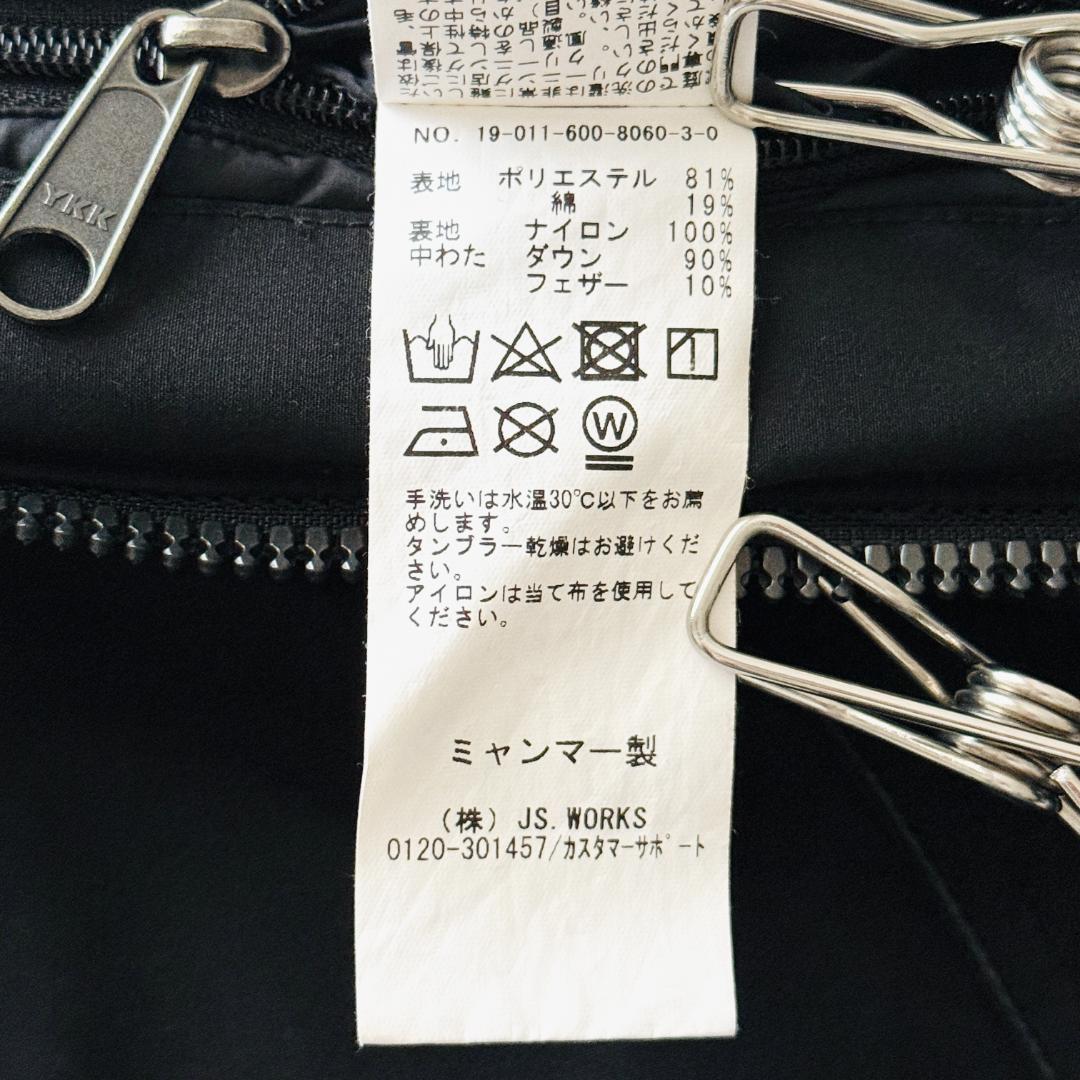 YKK
NO. 19-011-600-8060-3-0
表地 ポリエステル 81%
綿 19%
裏地 ナイロン 100%
中わた ダウン 90%
フェザー 10%
W
手洗いは水温30℃以下をお薦
めします。
タンブラー乾燥はお避けくだ
さい。
アイロンは当て布を使用して
ください。
ミャンマー製
(株) JS.WORKS
0120-301457/カスタマーサポート